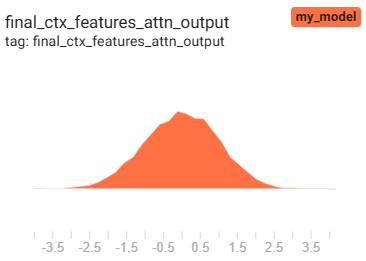 final_ctx_features_attn_output
my_model
tag: final_ctx_features_attn_output
-3.5 -2.5 -1.5 -0.5 0.5 1.5 2.5 3.5